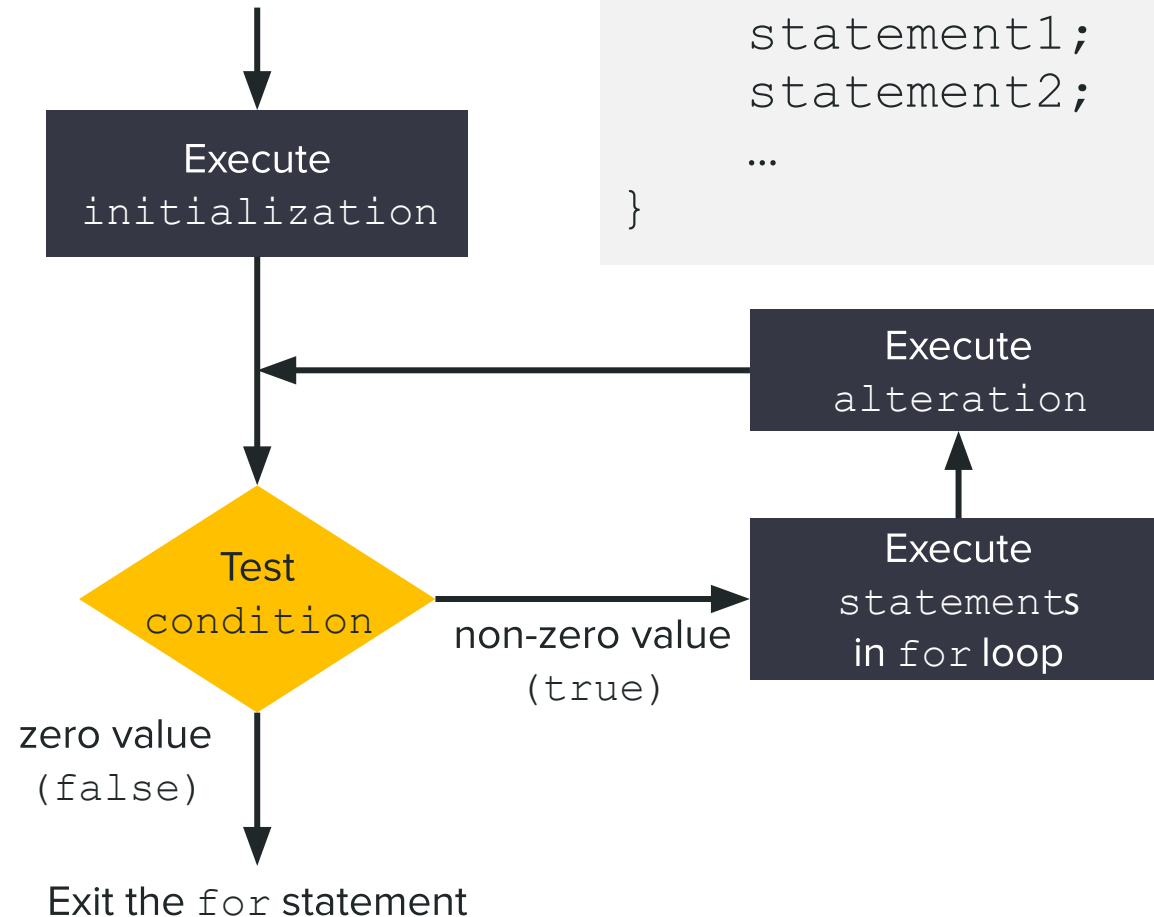 statement1;
statement2;
…
}
Execute
initialization
Execute
alteration
Test
condition
non-zero value
(true)
Execute
statements
in for loop
zero value
(false)
Exit the for statement